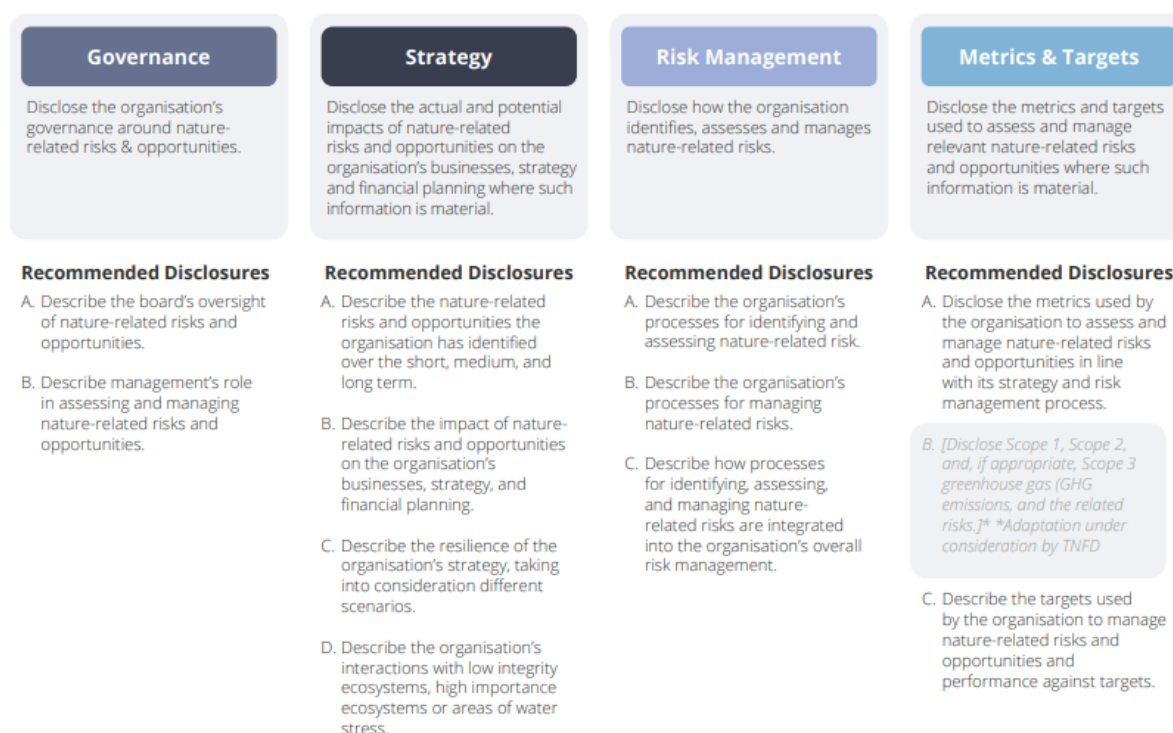 Governance
Disclose the organisation's
governance around nature-
related risks & opportunities.
Recommended Disclosures
A. Describe the board's oversight
of nature-related risks and
opportunities.
B. Describe management's role
in assessing and managing
nature-related risks and
opportunities.
Strategy
Disclose the actual and potential
impacts of nature-related
risks and opportunities on the
organisation's businesses, strategy
and financial planning where such
information is material.
Recommended Disclosures
A. Describe the nature-related
risks and opportunities the
organisation has identified
over the short, medium, and
long term.
B. Describe the impact of nature-
related risks and opportunities
on the organisation's
businesses, strategy, and
financial planning.
C. Describe the resilience of the
organisation's strategy, taking
into consideration different
scenarios.
D. Describe the organisation's
interactions with low integrity
ecosystems, high importance
ecosystems or areas of water
stress.
Risk Management
Disclose how the organisation
identifies, assesses and manages
nature-related risks.
Recommended Disclosures
A. Describe the organisation's
processes for identifying and
assessing nature-related risk.
B. Describe the organisation's
processes for managing
nature-related risks.
C. Describe how processes
for identifying, assessing,
and managing nature-
related risks are integrated
into the organisation's overall
risk management.
Metrics & Targets
Disclose the metrics and targets
used to assess and manage
relevant nature-related risks
and opportunities where such
information is material.
Recommended Disclosures
A. Disclose the metrics used by
the organisation to assess and
manage nature-related risks
and opportunities in line
with its strategy and risk
management process.
B. [Disclose Scope 1, Scope 2,
and, if appropriate, Scope 3
greenhouse gas (GHG
emissions, and the related
risks.]* *Adaptation under
consideration by TNFD
C. Describe the targets used
by the organisation to manage
nature-related risks and
opportunities and
performance against targets.